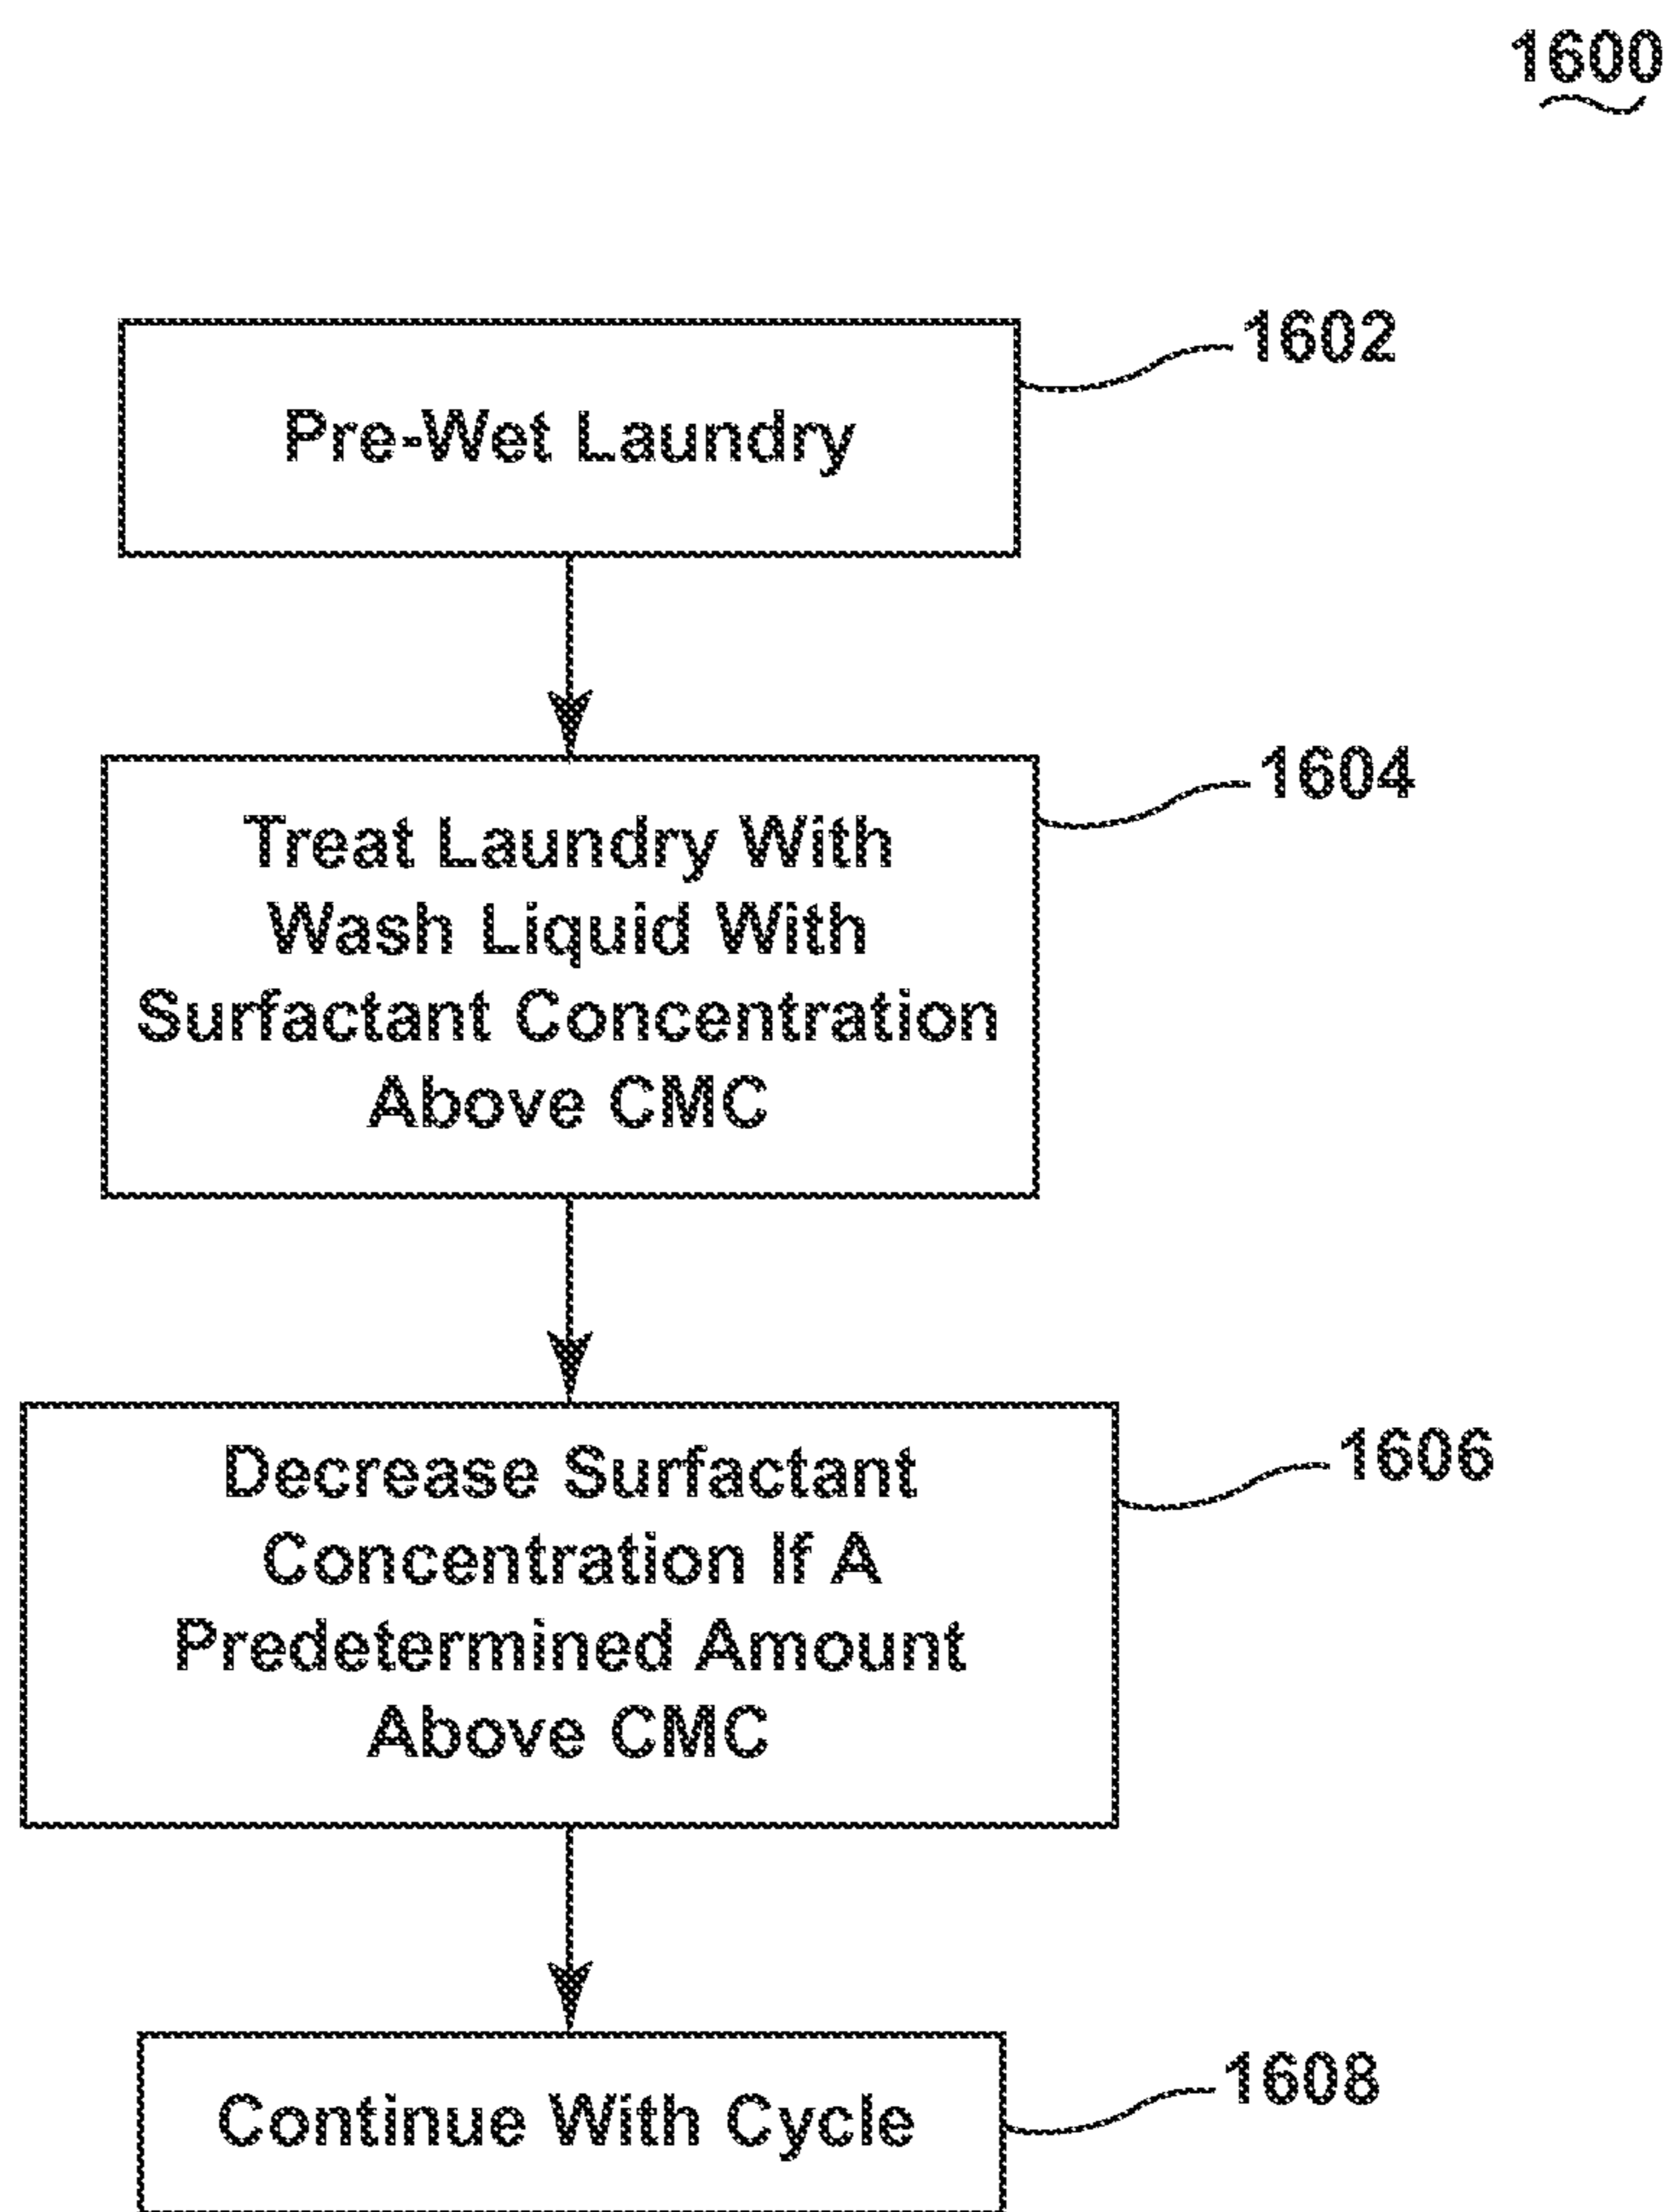 1600
Pre-Wet Laundry
1602
Treat Laundry With
Wash Liquid With
Surfactant Concentration
Above CMC
1604
Decrease Surfactant
Concentration If A
Predetermined Amount
Above CMC
1606
Continue With Cycle
1608